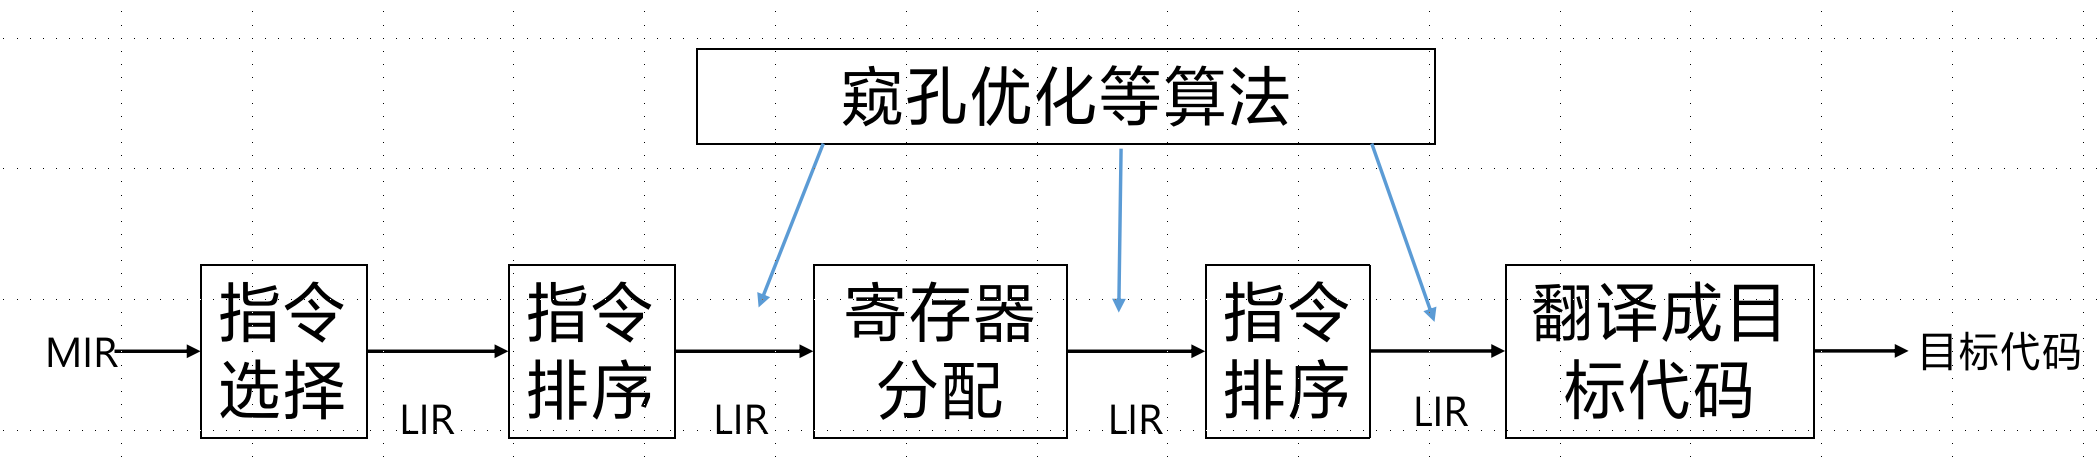 窥孔优化等算法
MIR
指令
选择
LIR
指令
排序
LIR
寄存器
分配
LIR
指令
排序
LIR
翻译成目
标代码
目标代码